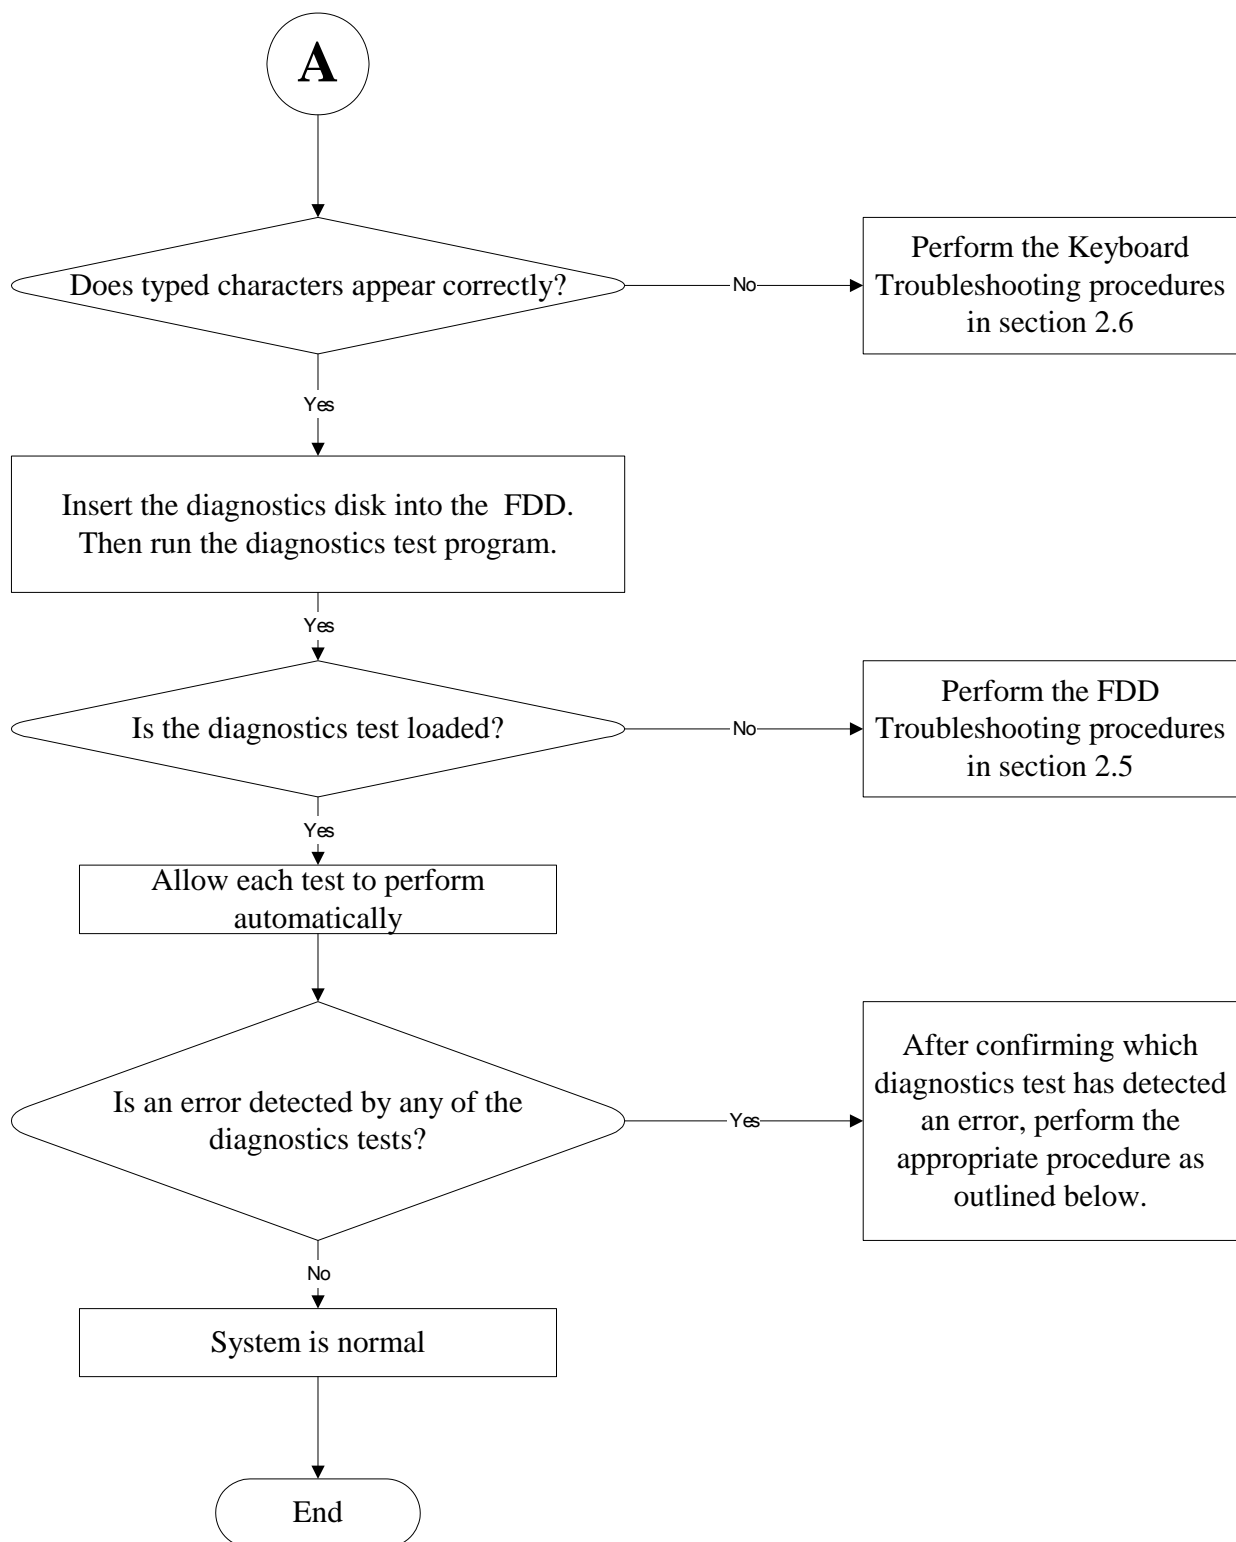 A
Does typed characters appear correctly?
No
Perform the Keyboard
Troubleshooting procedures
in section 2.6
Yes
Insert the diagnostics disk into the FDD.
Then run the diagnostics test program.
Yes
Is the diagnostics test loaded?
No
Perform the FDD
Troubleshooting procedures
in section 2.5
Yes
Allow each test to perform
automatically
Is an error detected by any of the
diagnostics tests?
Yes
After confirming which
diagnostics test has detected
an error, perform the
appropriate procedure as
outlined below.
No
System is normal
End